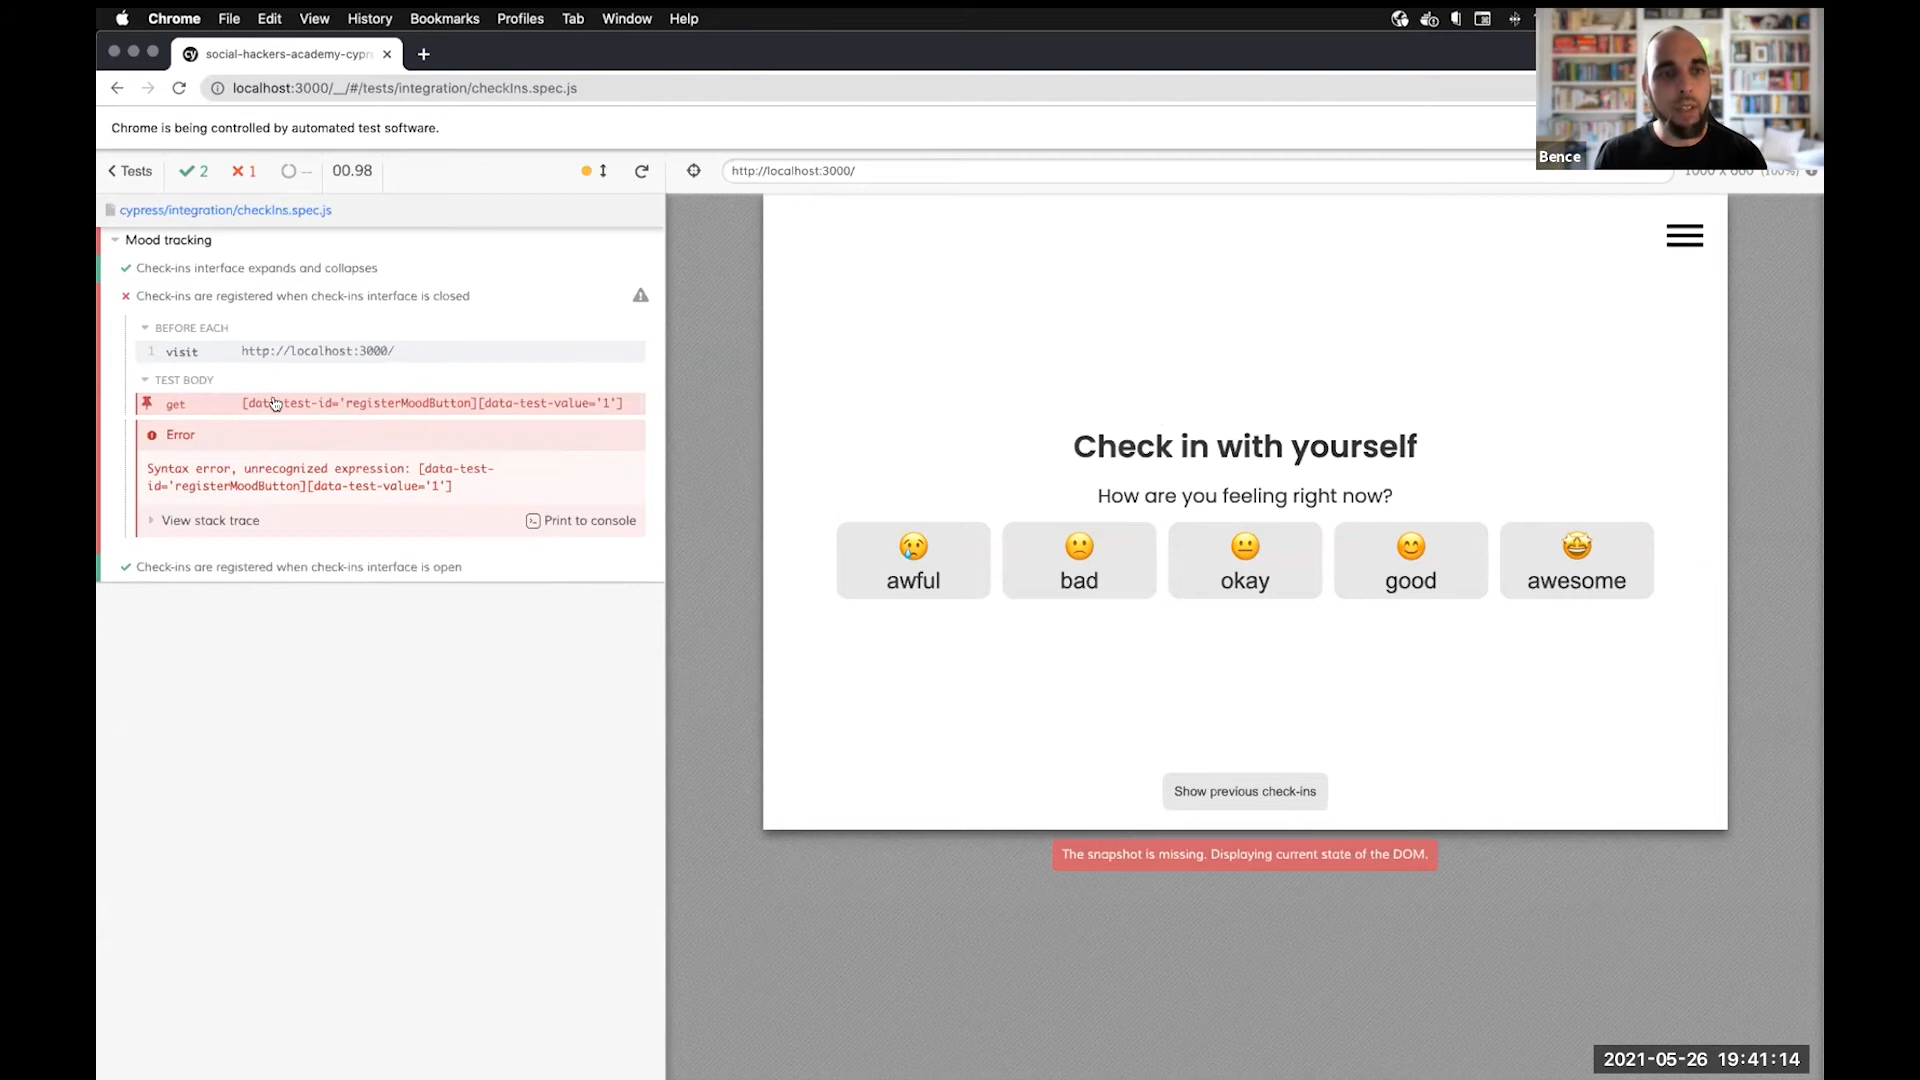 Chrome File Edit View History Bookmarks Profiles Tab Window Help
social-hackers-academy-cypr
localhost:3000/__/#/tests/integration/checkIns.spec.js
Chrome is being controlled by automated test software.
Tests 2 1 -- 00.98
http://localhost:3000/
Bence
cypress/integration/checkIns.spec.js
Mood tracking
Check-ins interface expands and collapses
Check-ins are registered when check-ins interface is closed
BEFORE EACH
1 visit http://localhost:3000/
TEST BODY
get [data-test-id='registerMoodButton][data-test-value='1']
Error
Syntax error, unrecognized expression: [data-test-
id='registerMoodButton][data-test-value='1']
View stack trace Print to console
Check-ins are registered when check-ins interface is open
Check in with yourself
How are you feeling right now?
awful bad okay good awesome
Show previous check-ins
The snapshot is missing. Displaying current state of the DOM.
2021-05-26 19:41:14